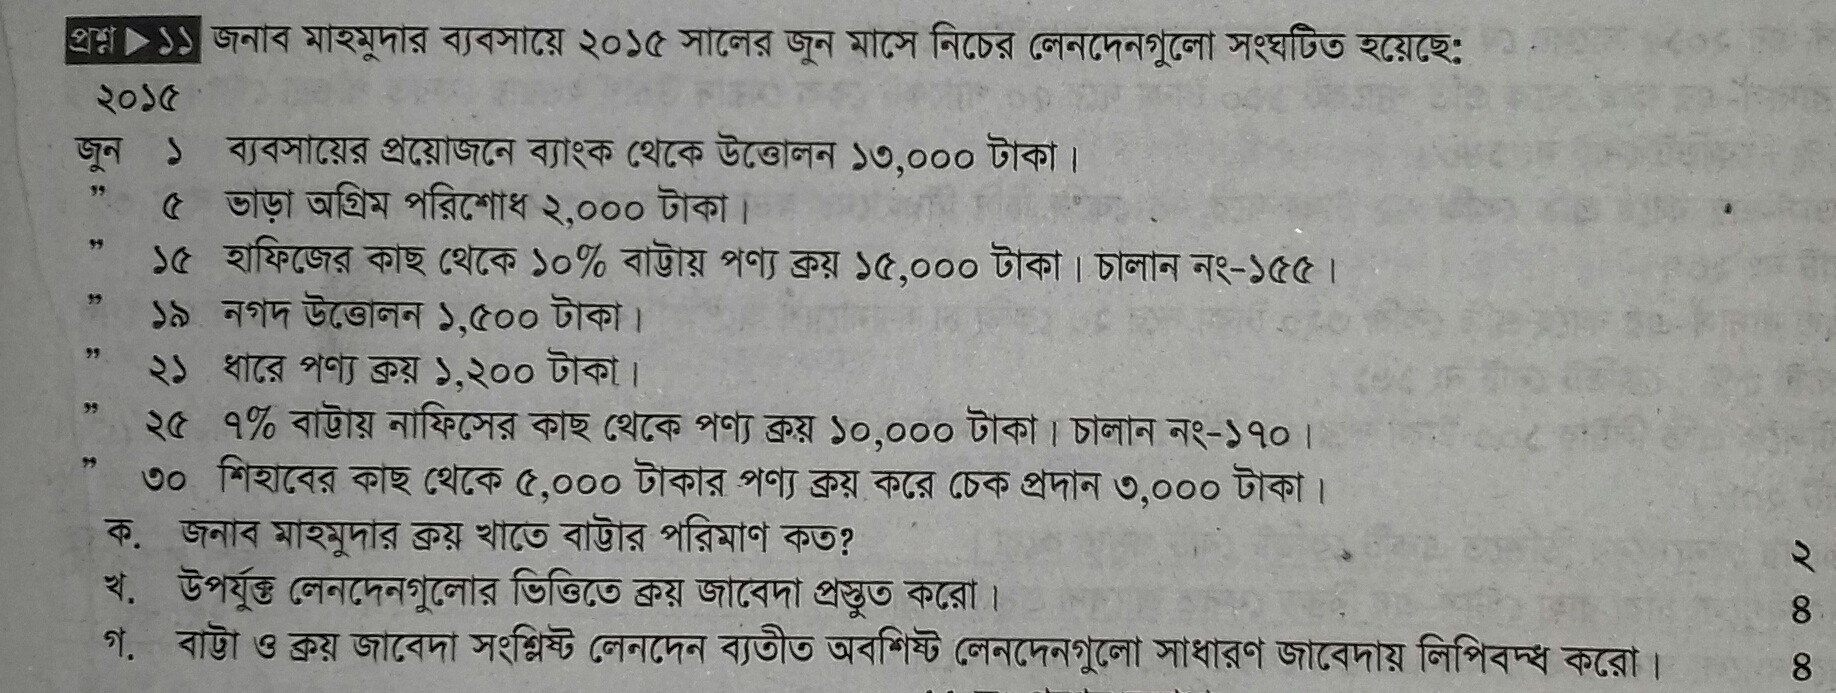 প্রশ্ন ▶ ১১ জনাব মাহমুদার ব্যবসায়ে ২০১৫ সালের জুন মাসে নিচের লেনদেনগুলো সংঘটিত হয়েছে:
২০১৫
জুন ১ ব্যবসায়ের প্রয়োজনে ব্যাংক থেকে উত্তোলন ১৩,০০০ টাকা।
" ৫ ভাড়া অগ্রিম পরিশোধ ২,০০০ টাকা।
" ১৫ হাফিজের কাছ থেকে ১০% বাট্টায় পণ্য ক্রয় ১৫,০০০ টাকা। চালান নং-১৫৫।
" ১৯ নগদ উত্তোলন ১,৫০০ টাকা।
" ২১ ধারে পণ্য ক্রয় ১,২০০ টাকা।
" ২৫ ৭% বাট্টায় নাফিসের কাছ থেকে পণ্য ক্রয় ১০,০০০ টাকা। চালান নং-১৭০।
" ৩০ শিহাবের কাছ থেকে ৫,০০০ টাকার পণ্য ক্রয় করে চেক প্রদান ৩,০০০ টাকা।
ক. জনাব মাহমুদার ক্রয় খাতে বাট্টার পরিমাণ কত? ২
খ. উপর্যুক্ত লেনদেনগুলোর ভিত্তিতে ক্রয় জাবেদা প্রস্তুত করো। ৪
গ. বাট্টা ও ক্রয় জাবেদা সংশ্লিষ্ট লেনদেন ব্যতীত অবশিষ্ট লেনদেনগুলো সাধারণ জাবেদায় লিপিবদ্ধ করো। ৪